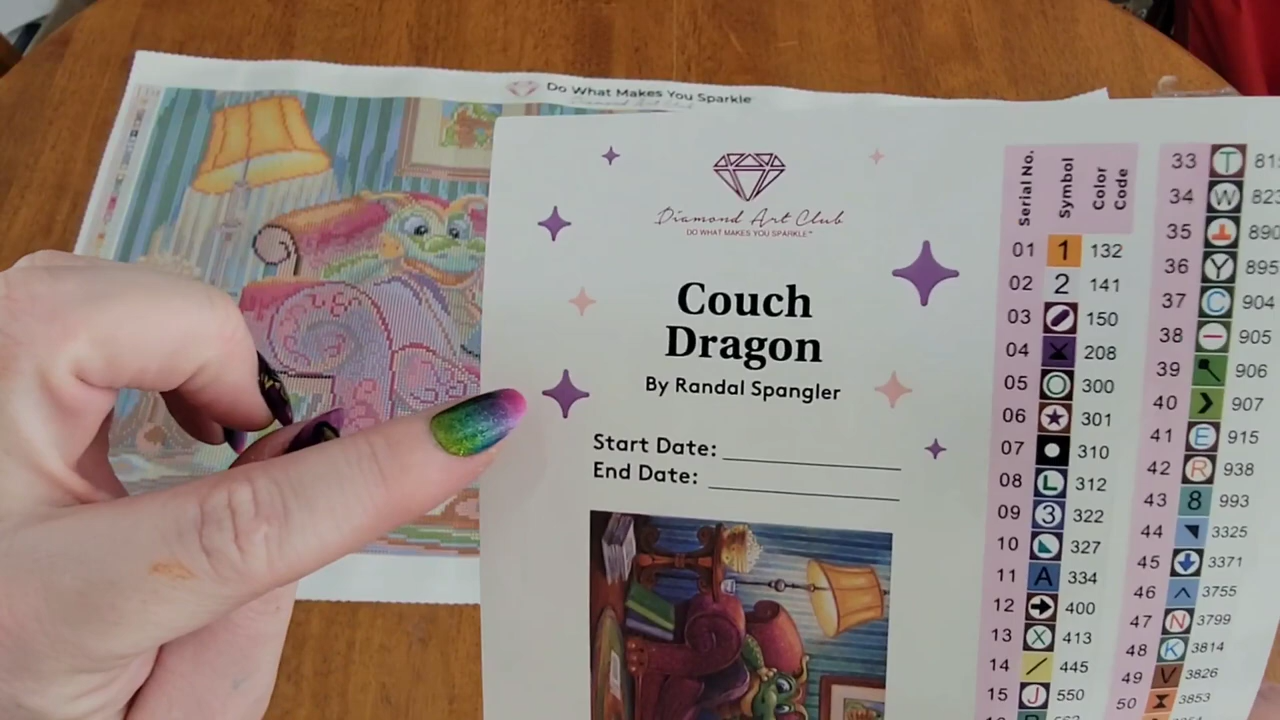 Do What Makes You Sparkle
Diamond Art Club
Diamond Art Club
DO WHAT MAKES YOU SPARKLE™
Couch
Dragon
By Randal Spangler
Start Date:
End Date:
Serial No. Symbol Color Code
01 1 132
02 2 141
03 150
04 208
05 300
06 301
07 310
08 L 312
09 3 322
10 327
11 A 334
12 400
13 X 413
14 / 445
15 J 550
33 T
34 W
35
36 Y 895
37 C 904
38 905
39 906
40 907
41 E 915
42 R 938
43 8 993
44 3325
45 3371
46 3755
47 N 3799
48 K 3814
49 V 3826
50 3853